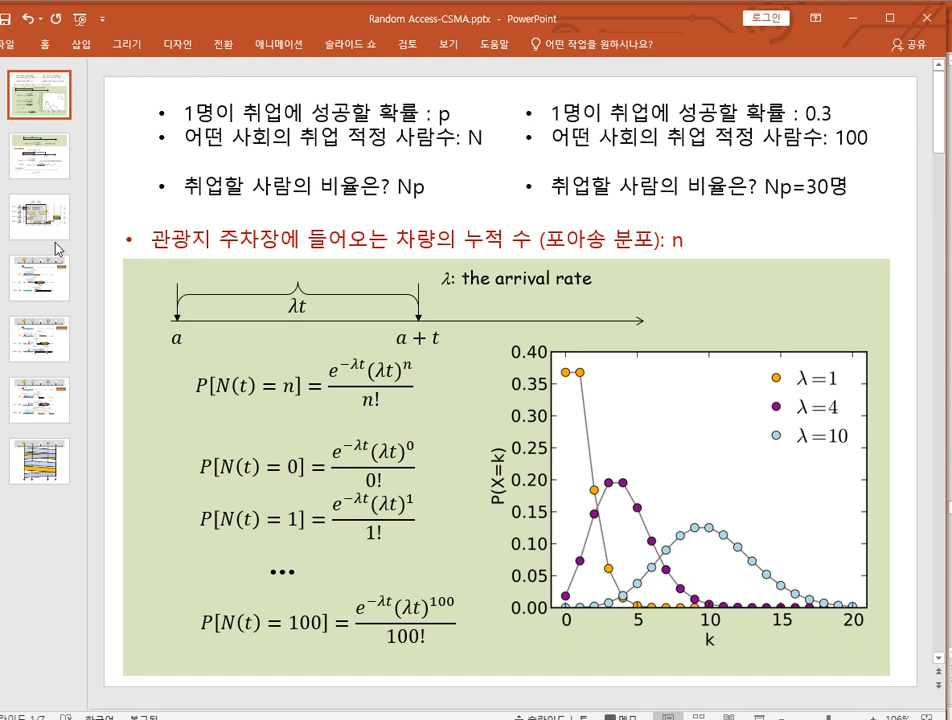 Random Access-CSMA.pptx - PowerPoint
로그인
홈 삽입 그리기 디자인 전환 애니메이션 슬라이드 쇼 검토 보기 도움말 어떤 작업을 원하시나요? 공유
• 1명이 취업에 성공할 확률 : p
• 어떤 사회의 취업 적정 사람수: N
• 취업할 사람의 비율은? Np
• 1명이 취업에 성공할 확률 : 0.3
• 어떤 사회의 취업 적정 사람수: 100
• 취업할 사람의 비율은? Np=30명
• 관광지 주차장에 들어오는 차량의 누적 수 (포아송 분포): n
λ: the arrival rate
λt
a
a + t
P[N(t) = n] = e^{−λt}(λt)^n / n!
P[N(t) = 0] = e^{−λt}(λt)^0 / 0!
P[N(t) = 1] = e^{−λt}(λt)^1 / 1!
•••
P[N(t) = 100] = e^{−λt}(λt)^{100} / 100!
0.40
0.35
0.30
0.25
0.20
0.15
0.10
0.05
0.00
P(X=k)
λ=1
λ=4
λ=10
0 5 10 15 20
k